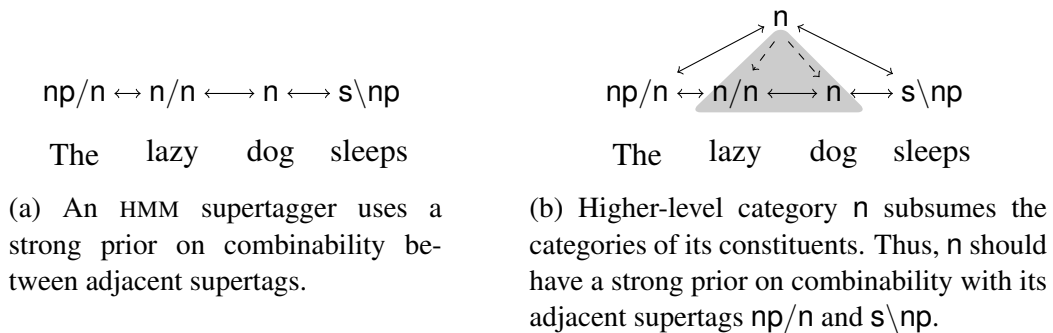 np/n ↔ n/n ↔ n ↔ s\np
The lazy dog sleeps
(a) An HMM supertagger uses a
strong prior on combinability be-
tween adjacent supertags.
n
np/n ↔ n/n ↔ n ↔ s\np
The lazy dog sleeps
(b) Higher-level category n subsumes the
categories of its constituents. Thus, n should
have a strong prior on combinability with its
adjacent supertags np/n and s\np.